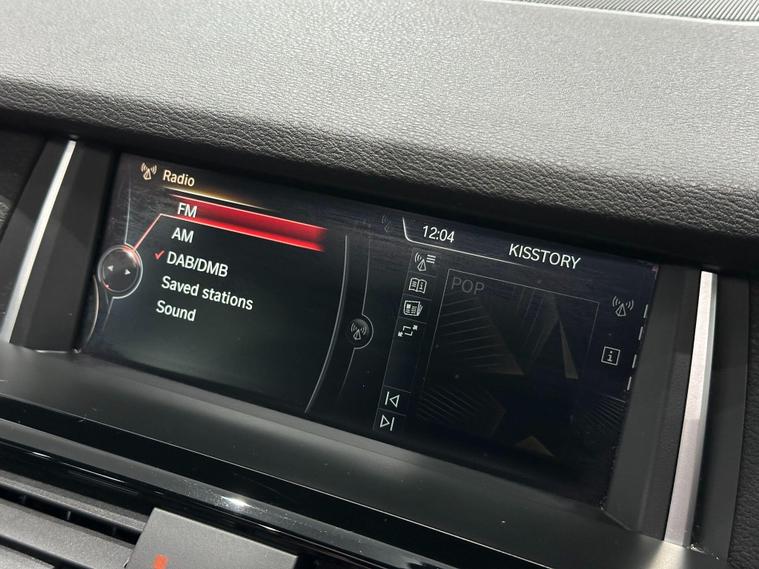 Radio
FM
AM
DAB/DMB
Saved stations
Sound
12:04 KISSTORY
POP